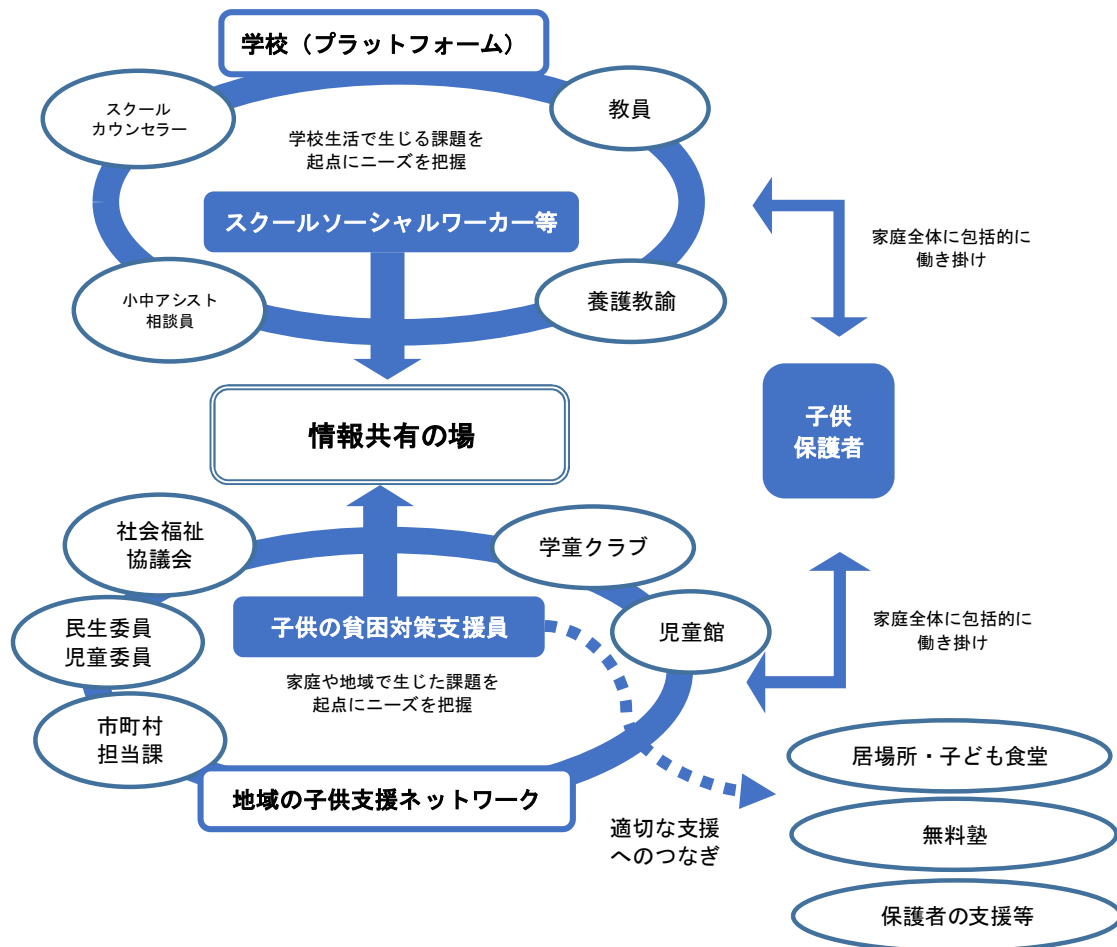 学校（プラットフォーム）
スクール
カウンセラー
教員
学校生活で生じる課題を
起点にニーズを把握
スクールソーシャルワーカー等
小中アシスト
相談員
養護教諭
家庭全体に包括的に
働き掛け
情報共有の場
子供
保護者
社会福祉
協議会
学童クラブ
民生委員
児童委員
子供の貧困対策支援員
児童館
家庭全体に包括的に
働き掛け
家庭や地域で生じた課題を
起点にニーズを把握
市町村
担当課
地域の子供支援ネットワーク
適切な支援
へのつなぎ
居場所・子ども食堂
無料塾
保護者の支援等